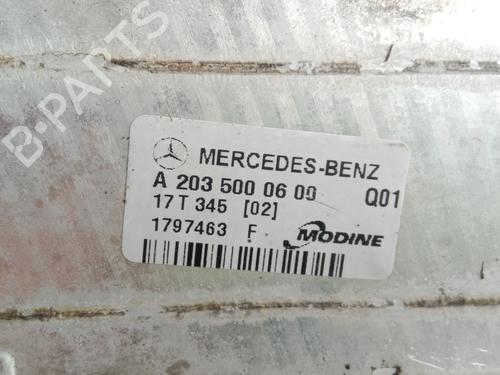 B-PARTS
MERCEDES-BENZ
A 203 500 06 00 Q01
17 T 345 [02]
1797463 F MODINE